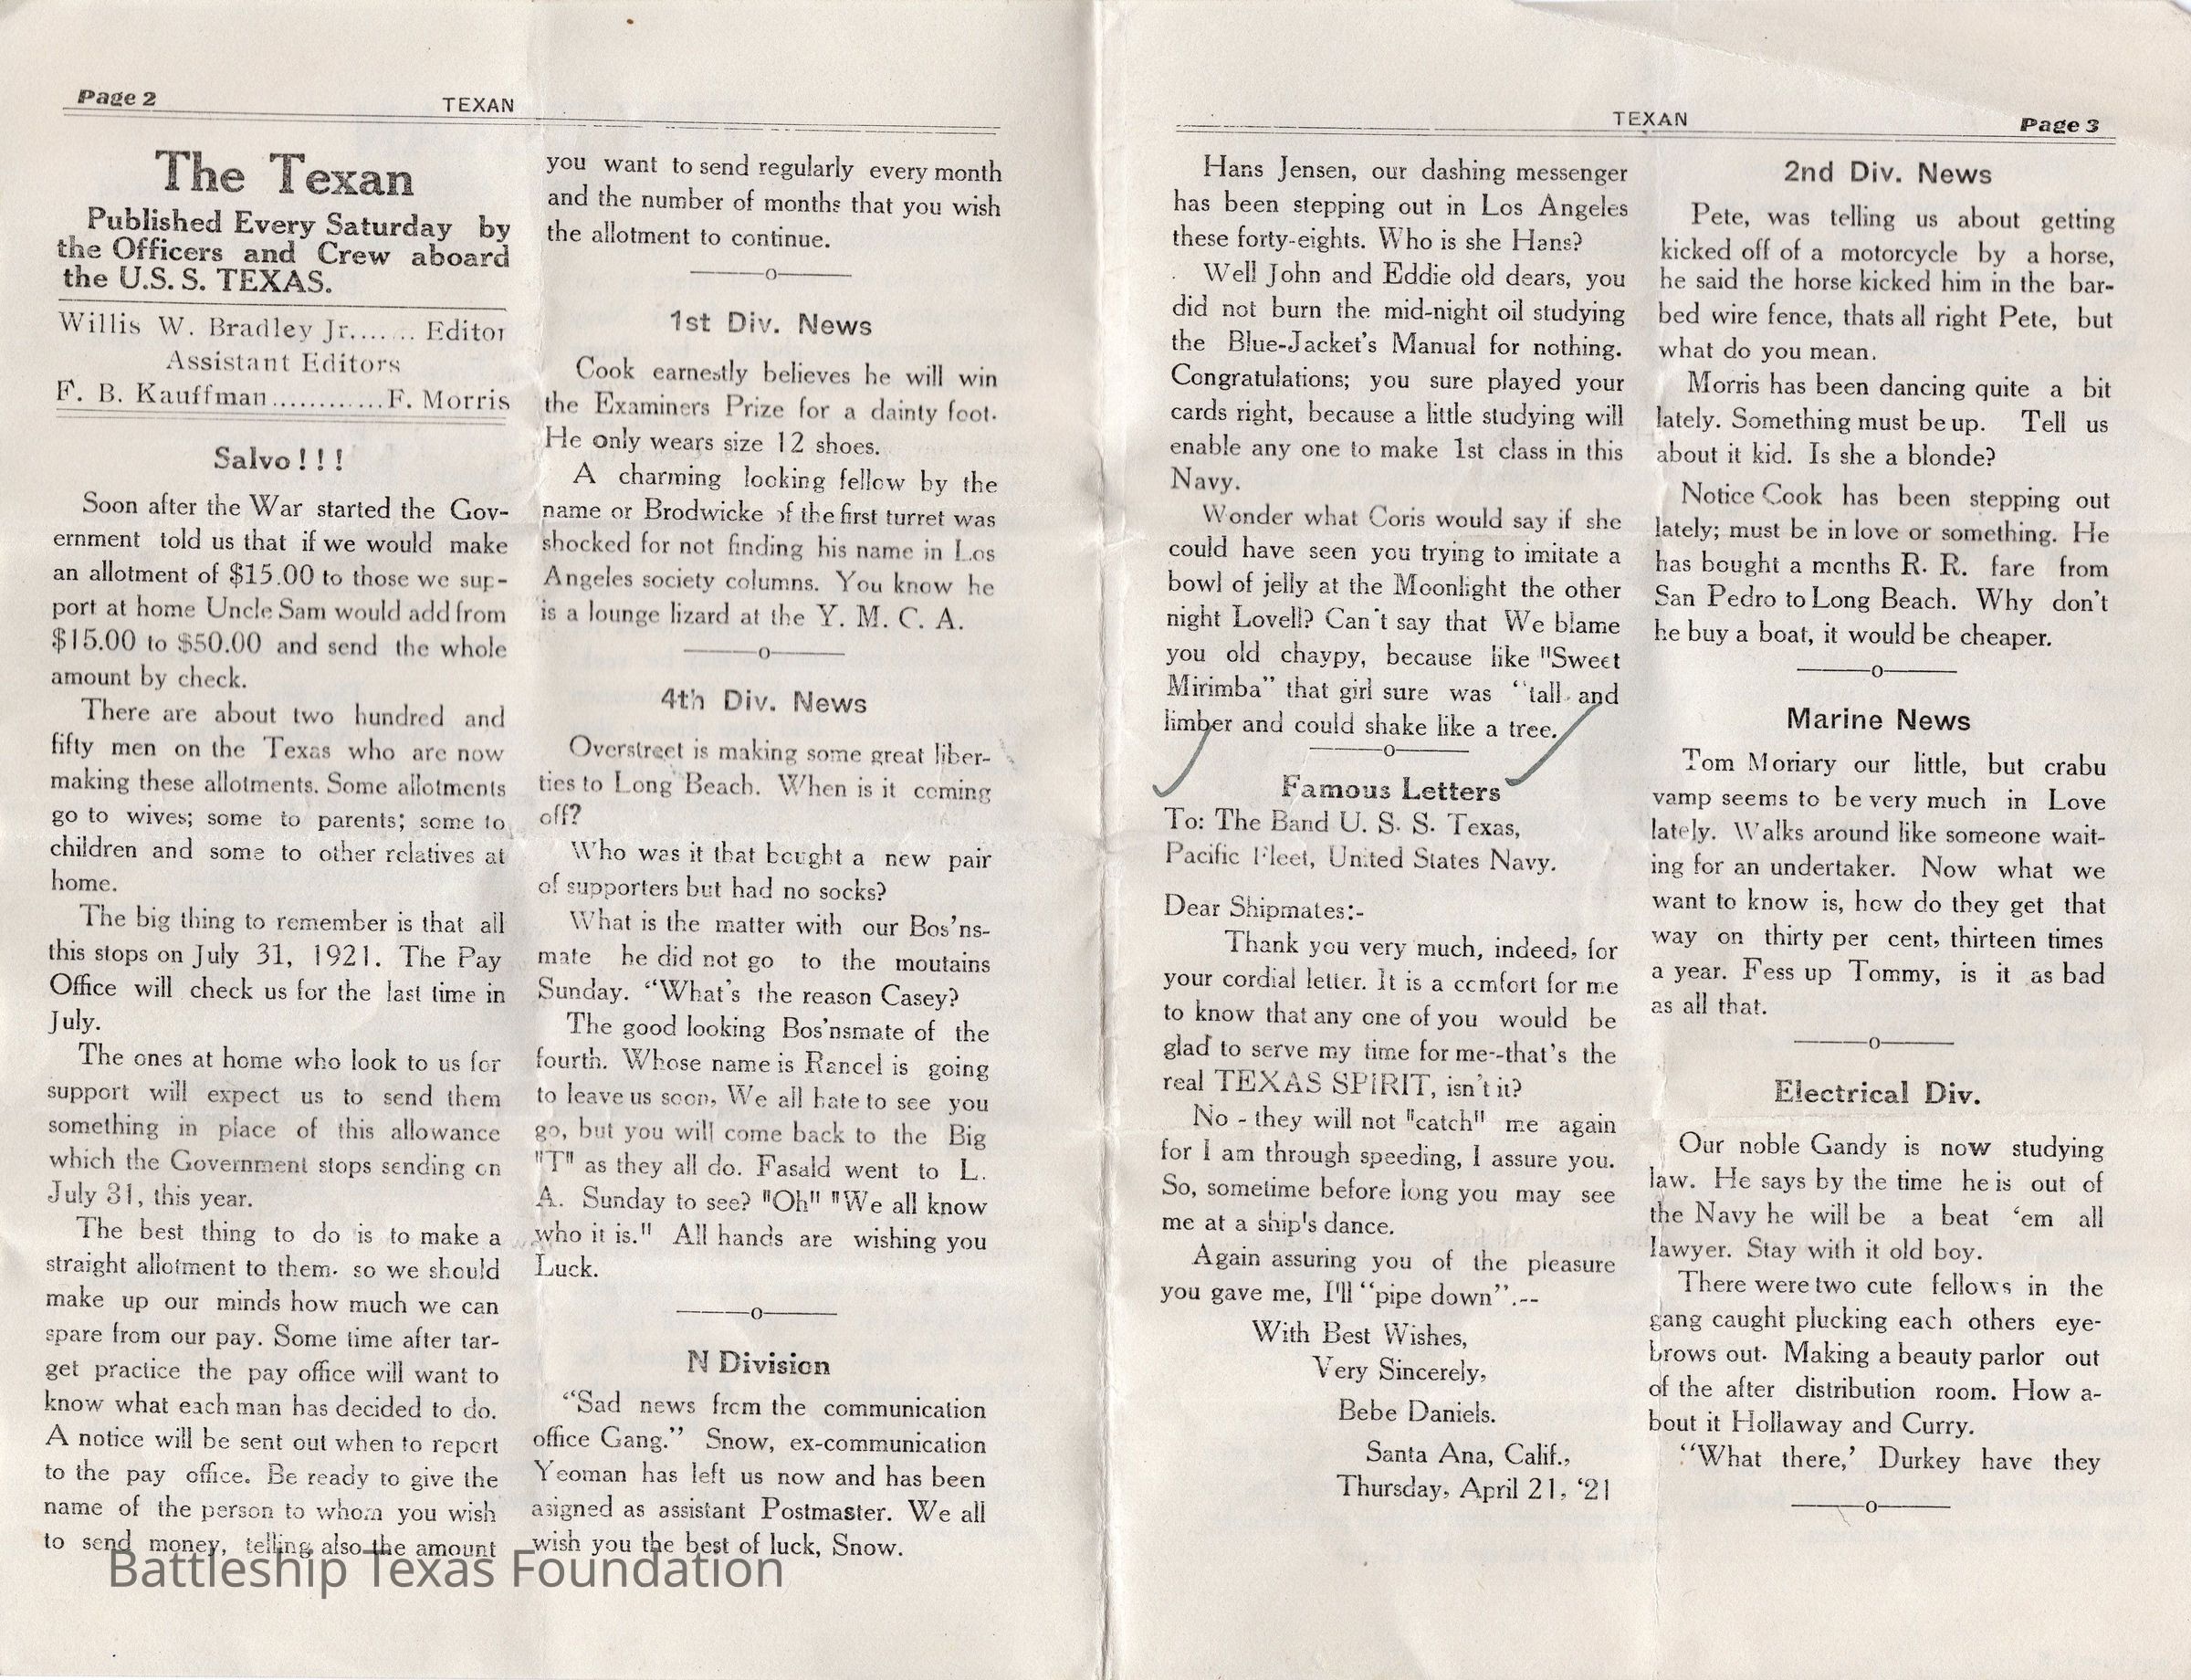 Page 2
TEXAN
The Texan
Published Every Saturday by
the Officers and Crew aboard
the U.S. S. TEXAS.
Willis W. Bradley Jr....... Editor
Assistant Editors
F. B. Kauffman............F. Morris
Salvo ! ! !
Soon after the War started the Gov-
ernment told us that if we would make
an allotment of $15.00 to those we sup-
port at home Uncle Sam would add from
$15.00 to $50.00 and send the whole
amount by check.
There are about two hundred and
fifty men on the Texas who are now
making these allotments. Some allotments
go to wives; some to parents; some to
children and some to other relatives at
home.
The big thing to remember is that all
this stops on July 31, 1921. The Pay
Office will check us for the last time in
July.
The ones at home who look to us for
support will expect us to send them
something in place of this allowance
which the Government stops sending on
July 31, this year.
The best thing to do is to make a
straight allotment to them. so we should
make up our minds how much we can
spare from our pay. Some time after tar-
get practice the pay office will want to
know what each man has decided to do.
A notice will be sent out when to report
to the pay office. Be ready to give the
name of the person to whom you wish
to send money, telling also the amount
you want to send regularly every month
and the number of months that you wish
the allotment to continue.
o
1st Div. News
Cook earnestly believes he will win
the Examiners Prize for a dainty foot.
He only wears size 12 shoes.
A charming looking fellow by the
name or Brodwicke of the first turret was
shocked for not finding his name in Los
Angeles society columns. You know he
is a lounge lizard at the Y. M. C. A.
o
4th Div. News
Overstreet is making some great liber-
ties to Long Beach. When is it coming
off?
Who was it that bought a new pair
of supporters but had no socks?
What is the matter with our Bos'ns-
mate he did not go to the moutains
Sunday. “What's the reason Casey?
The good looking Bos'nsmate of the
fourth. Whose name is Rancel is going
to leave us soon, We all hate to see you
go, but you will come back to the Big
"T" as they all do. Fasald went to L.
A. Sunday to see? "Oh" "We all know
who it is." All hands are wishing you
Luck.
o
N Division
“Sad news from the communication
office Gang.” Snow, ex-communication
Yeoman has left us now and has been
asigned as assistant Postmaster. We all
wish you the best of luck, Snow.
Battleship Texas Foundation
TEXAN
Page 3
Hans Jensen, our dashing messenger
has been stepping out in Los Angeles
these forty-eights. Who is she Hans?
Well John and Eddie old dears, you
did not burn the mid-night oil studying
the Blue-Jacket's Manual for nothing.
Congratulations; you sure played your
cards right, because a little studying will
enable any one to make 1st class in this
Navy.
Wonder what Coris would say if she
could have seen you trying to imitate a
bowl of jelly at the Moonlight the other
night Lovell? Can't say that We blame
you old chaypy, because like "Sweet
Mirimba” that girl sure was “tall and
limber and could shake like a tree.
o
Famous Letters
To: The Band U. S. S. Texas,
Pacific Fleet, United States Navy.
Dear Shipmates:-
Thank you very much, indeed, for
your cordial letter. It is a comfort for me
to know that any one of you would be
glad to serve my time for me--that's the
real TEXAS SPIRIT, isn't it?
No - they will not "catch" me again
for I am through speeding, I assure you.
So, sometime before long you may see
me at a ship's dance.
Again assuring you of the pleasure
you gave me, I'll “pipe down”.--
With Best Wishes,
Very Sincerely,
Bebe Daniels.
Santa Ana, Calif.,
Thursday, April 21, ‘21
2nd Div. News
Pete, was telling us about getting
kicked off of a motorcycle by a horse,
he said the horse kicked him in the bar-
bed wire fence, thats all right Pete, but
what do you mean.
Morris has been dancing quite a bit
lately. Something must be up. Tell us
about it kid. Is she a blonde?
Notice Cook has been stepping out
lately; must be in love or something. He
has bought a months R. R. fare from
San Pedro to Long Beach. Why don't
he buy a boat, it would be cheaper.
o
Marine News
Tom Moriary our little, but crabu
vamp seems to be very much in Love
lately. Walks around like someone wait-
ing for an undertaker. Now what we
want to know is, how do they get that
way on thirty per cent, thirteen times
a year. Fess up Tommy, is it as bad
as all that.
o
Electrical Div.
Our noble Gandy is now studying
law. He says by the time he is out of
the Navy he will be a beat ‘em all
lawyer. Stay with it old boy.
There were two cute fellows in the
gang caught plucking each others eye-
brows out. Making a beauty parlor out
of the after distribution room. How a-
bout it Hollaway and Curry.
“What there,’ Durkey have they
o